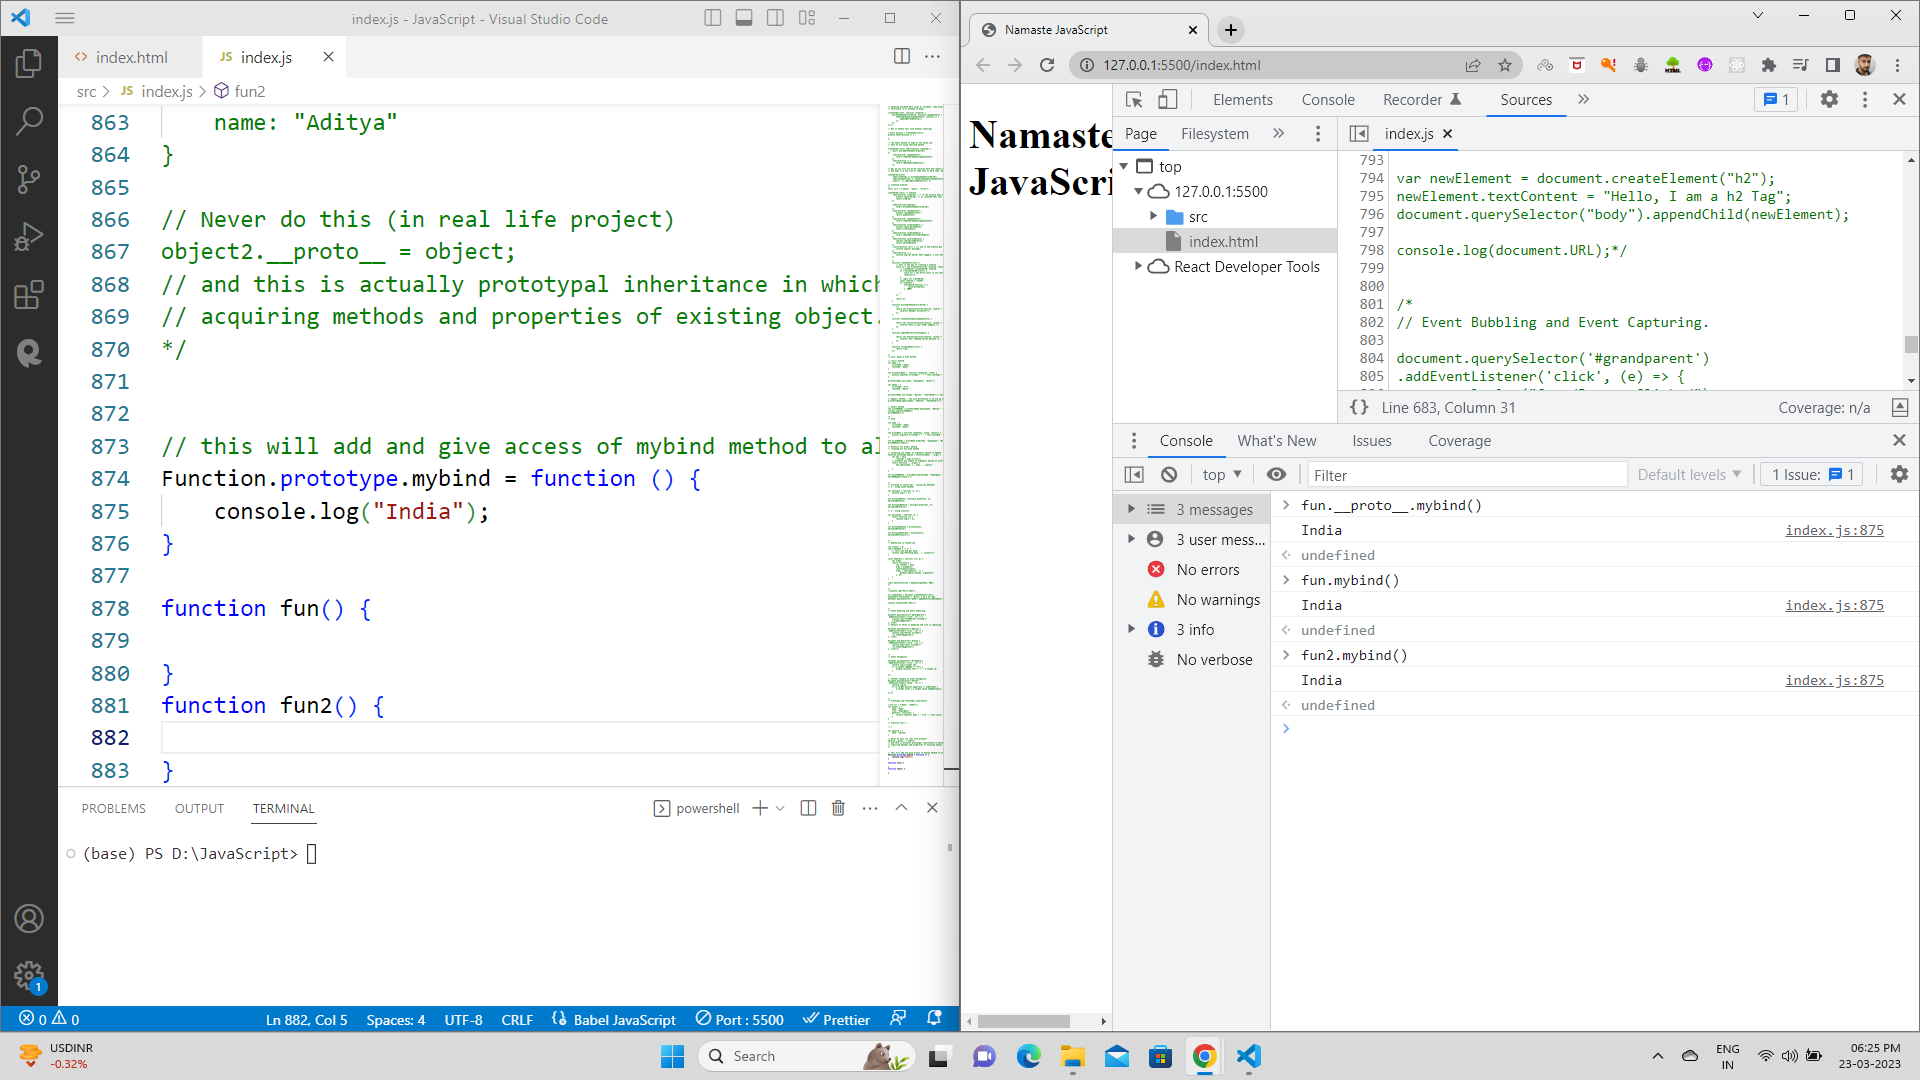 index.js - JavaScript - Visual Studio Code
index.html
JS index.js
src > JS index.js > fun2
863 name: "Aditya"
864 }
865
866 // Never do this (in real life project)
867 object2.__proto__ = object;
868 // and this is actually prototypal inheritance in which
869 // acquiring methods and properties of existing object.
870 */
871
872
873 // this will add and give access of mybind method to al
874 Function.prototype.mybind = function () {
875 console.log("India");
876 }
877
878 function fun() {
879
880 }
881 function fun2() {
882
883 }
PROBLEMS OUTPUT TERMINAL
powershell
(base) PS D:\JavaScript>
1
0 0
Ln 882, Col 5 Spaces: 4 UTF-8 CRLF Babel JavaScript Port : 5500 Prettier
Namaste JavaScript
127.0.0.1:5500/index.html
Namaste
JavaScri
Elements Console Recorder Sources
1
Page Filesystem
index.js
top
127.0.0.1:5500
src
index.html
React Developer Tools
793
794 var newElement = document.createElement("h2");
795 newElement.textContent = "Hello, I am a h2 Tag";
796 document.querySelector("body").appendChild(newElement);
797
798 console.log(document.URL);*/
799
800
801 /*
802 // Event Bubbling and Event Capturing.
803
804 document.querySelector('#grandparent')
805 .addEventListener('click', (e) => {
{} Line 683, Column 31
Coverage: n/a
Console What's New Issues Coverage
top
Filter
Default levels
1 Issue: 1
3 messages
3 user mess...
No errors
No warnings
3 info
No verbose
fun.__proto__.mybind()
India index.js:875
undefined
fun.mybind()
India index.js:875
undefined
fun2.mybind()
India index.js:875
undefined
USDINR
-0.32%
Search
ENG
IN
06:25 PM
23-03-2023